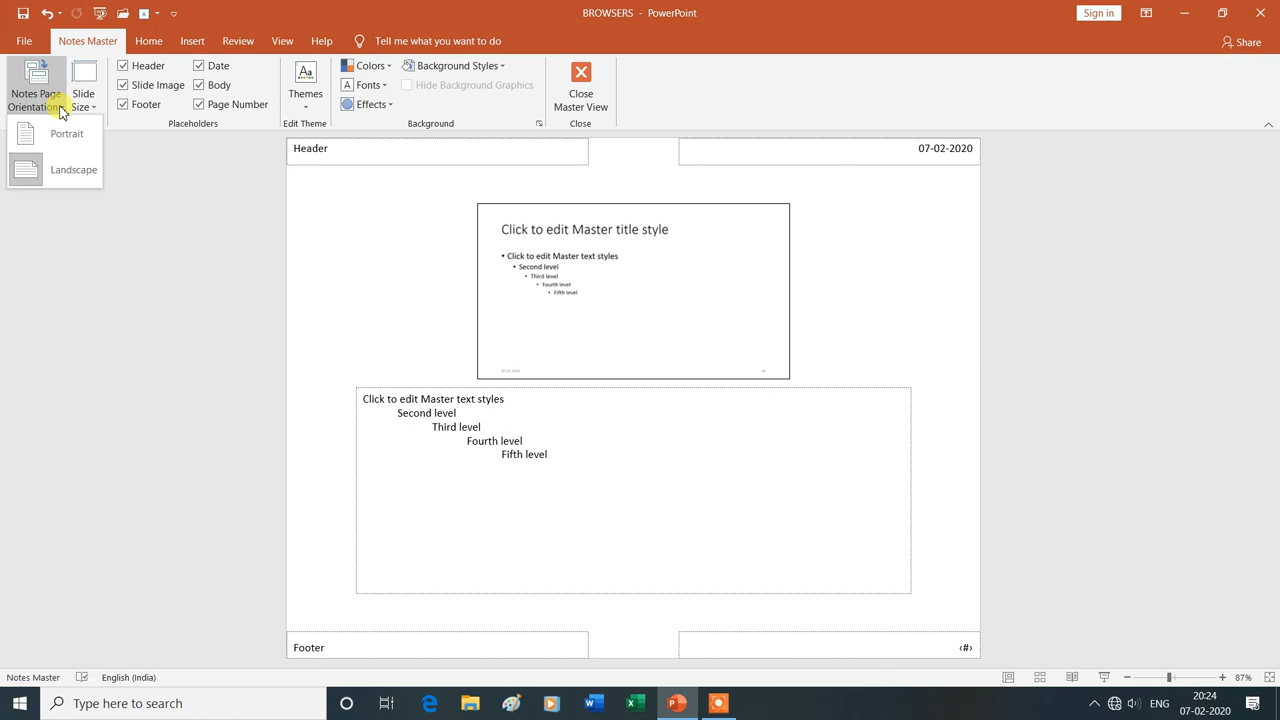 BROWSERS - PowerPoint
Sign in
File
Notes Master
Home
Insert
Review
View
Help
Tell me what you want to do
Share
Notes Page Orientation
Slide Size
Header
Slide Image
Footer
Date
Body
Page Number
Placeholders
Themes
Edit Theme
Colors
Fonts
Effects
Background Styles
Hide Background Graphics
Background
Close Master View
Close
Portrait
Landscape
Header
07-02-2020
Click to edit Master title style
• Click to edit Master text styles
• Second level
• Third level
• Fourth level
• Fifth level
07-02-2020
Click to edit Master text styles
Second level
Third level
Fourth level
Fifth level
Footer
‹#›
Notes Master
English (India)
87%
Type here to search
ENG
20:24
07-02-2020